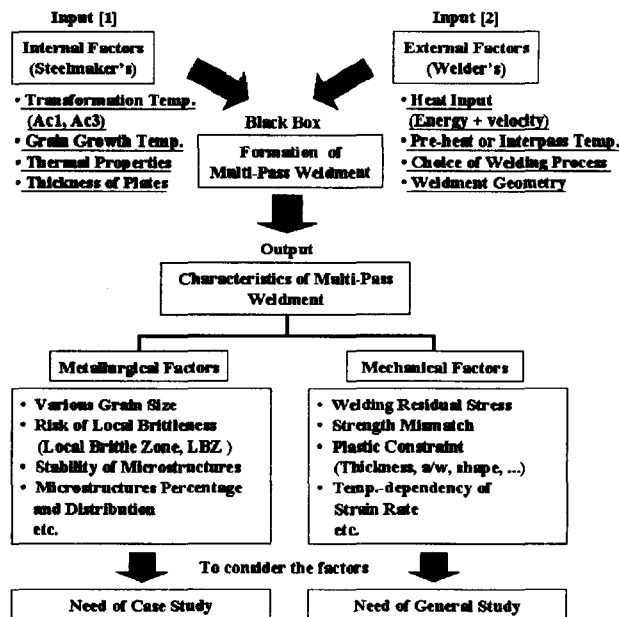 Input [1]
Internal Factors
(Steelmaker's)
• Transformation Temp.
(Ac1, Ac3)
• Grain Growth Temp.
• Thermal Properties
• Thickness of Plates
Input [2]
External Factors
(Welder's)
• Heat Input
(Energy + velocity)
• Pre-heat or Interpass Temp.
• Choice of Welding Process
• Weldment Geometry
Black Box
Formation of
Multi-Pass Weldment
Output
Characteristics of Multi-Pass
Weldment
Metallurgical Factors
• Various Grain Size
• Risk of Local Brittleness
(Local Brittle Zone, LBZ )
• Stability of Microstructures
• Microstructures Percentage
and Distribution
etc.
Mechanical Factors
• Welding Residual Stress
• Strength Mismatch
• Plastic Constraint
(Thickness, a/w, shape, ...)
• Temp.-dependency of
Strain Rate
etc.
To consider the factors
Need of Case Study
Need of General Study